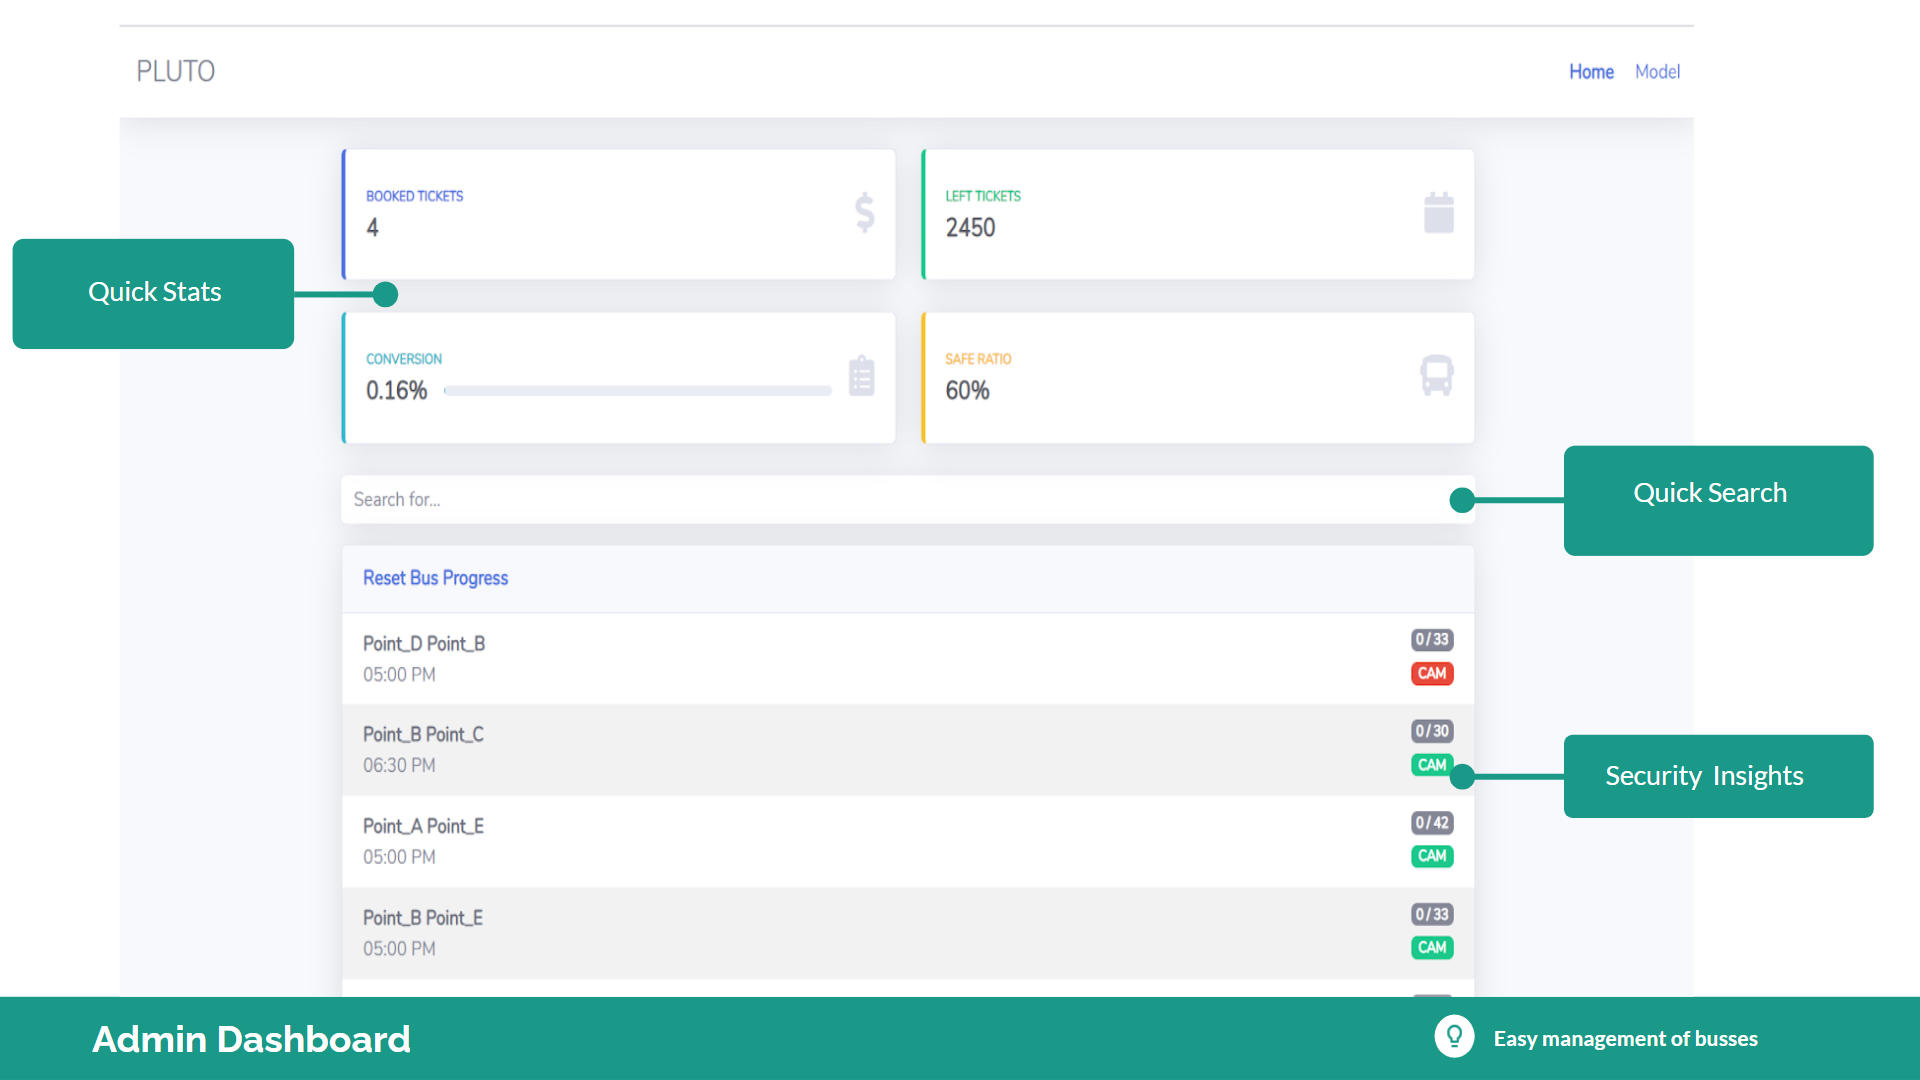 PLUTO
Home Model
BOOKED TICKETS
4
LEFT TICKETS
2450
Quick Stats
CONVERSION
0.16%
SAFE RATIO
60%
Search for...
Quick Search
Reset Bus Progress
Point_D Point_B
0 / 33
05:00 PM
CAM
Point_B Point_C
0 / 30
06:30 PM
CAM
Security  Insights
Point_A Point_E
0 / 42
05:00 PM
CAM
Point_B Point_E
0 / 33
05:00 PM
CAM
Admin Dashboard
Easy management of busses